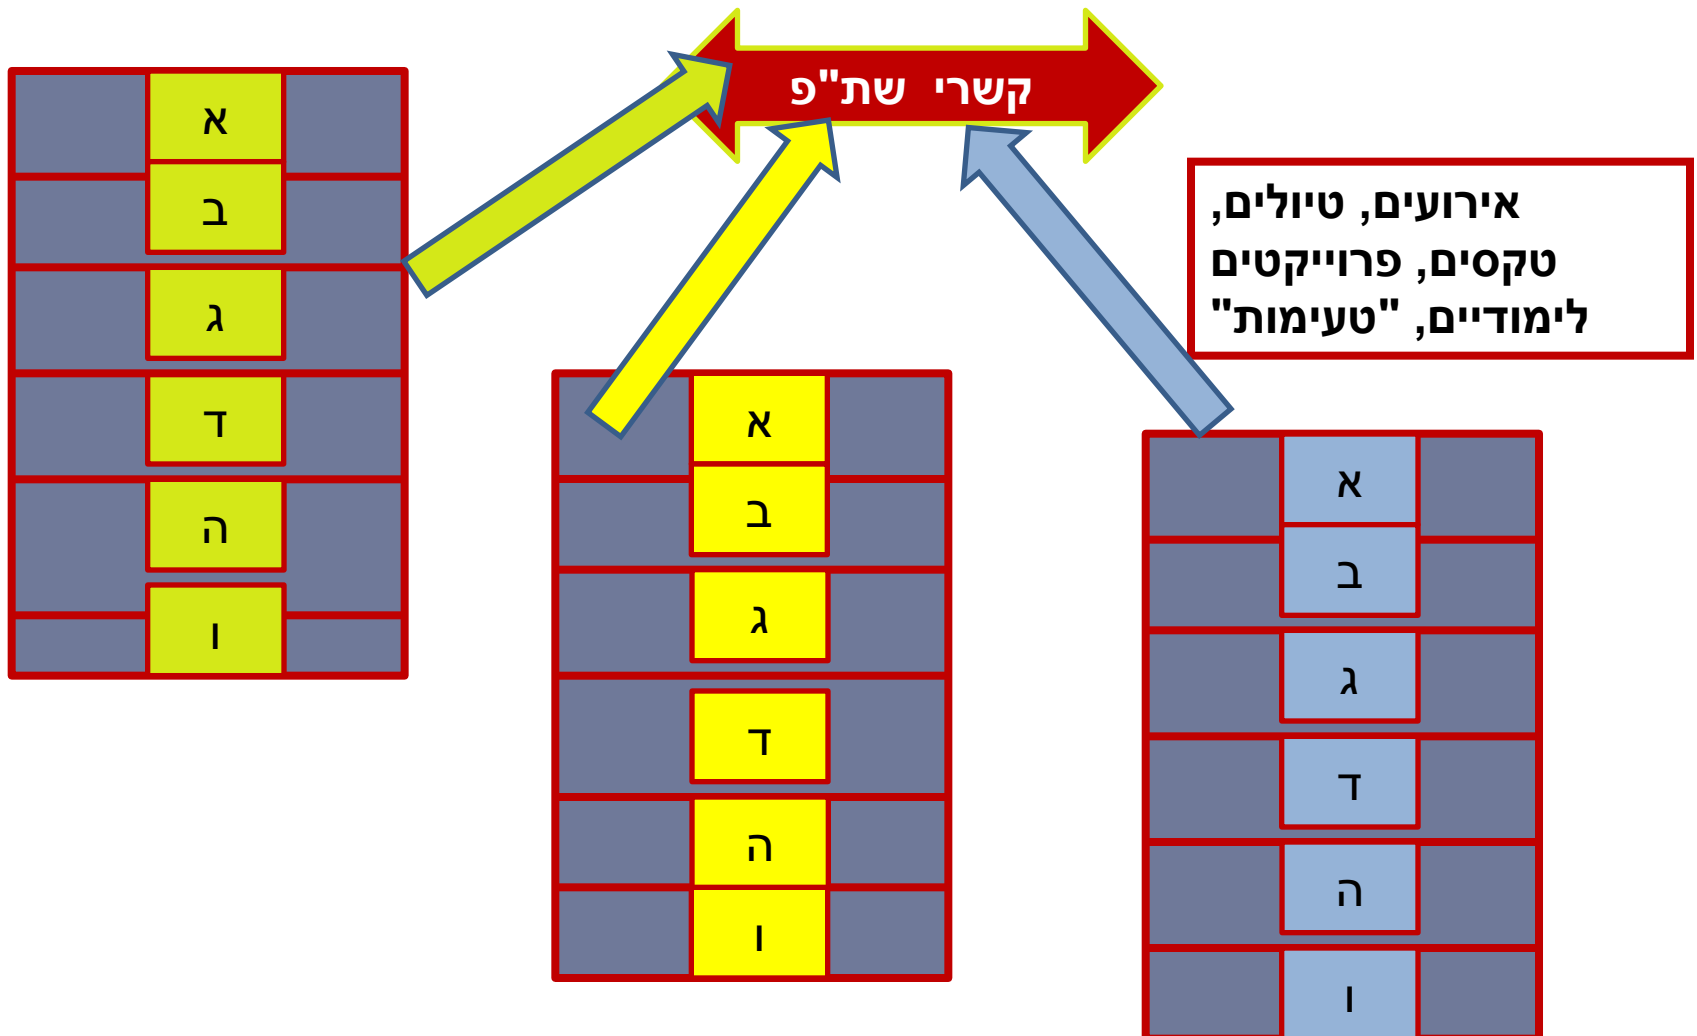 קשרי שת"פ
אירועים, טיולים,
טקסים, פרוייקטים
לימודיים, "טעימות"
א
ב
ג
ד
ה
ו
א
ב
ג
ד
ה
ו
א
ב
ג
ד
ה
ו